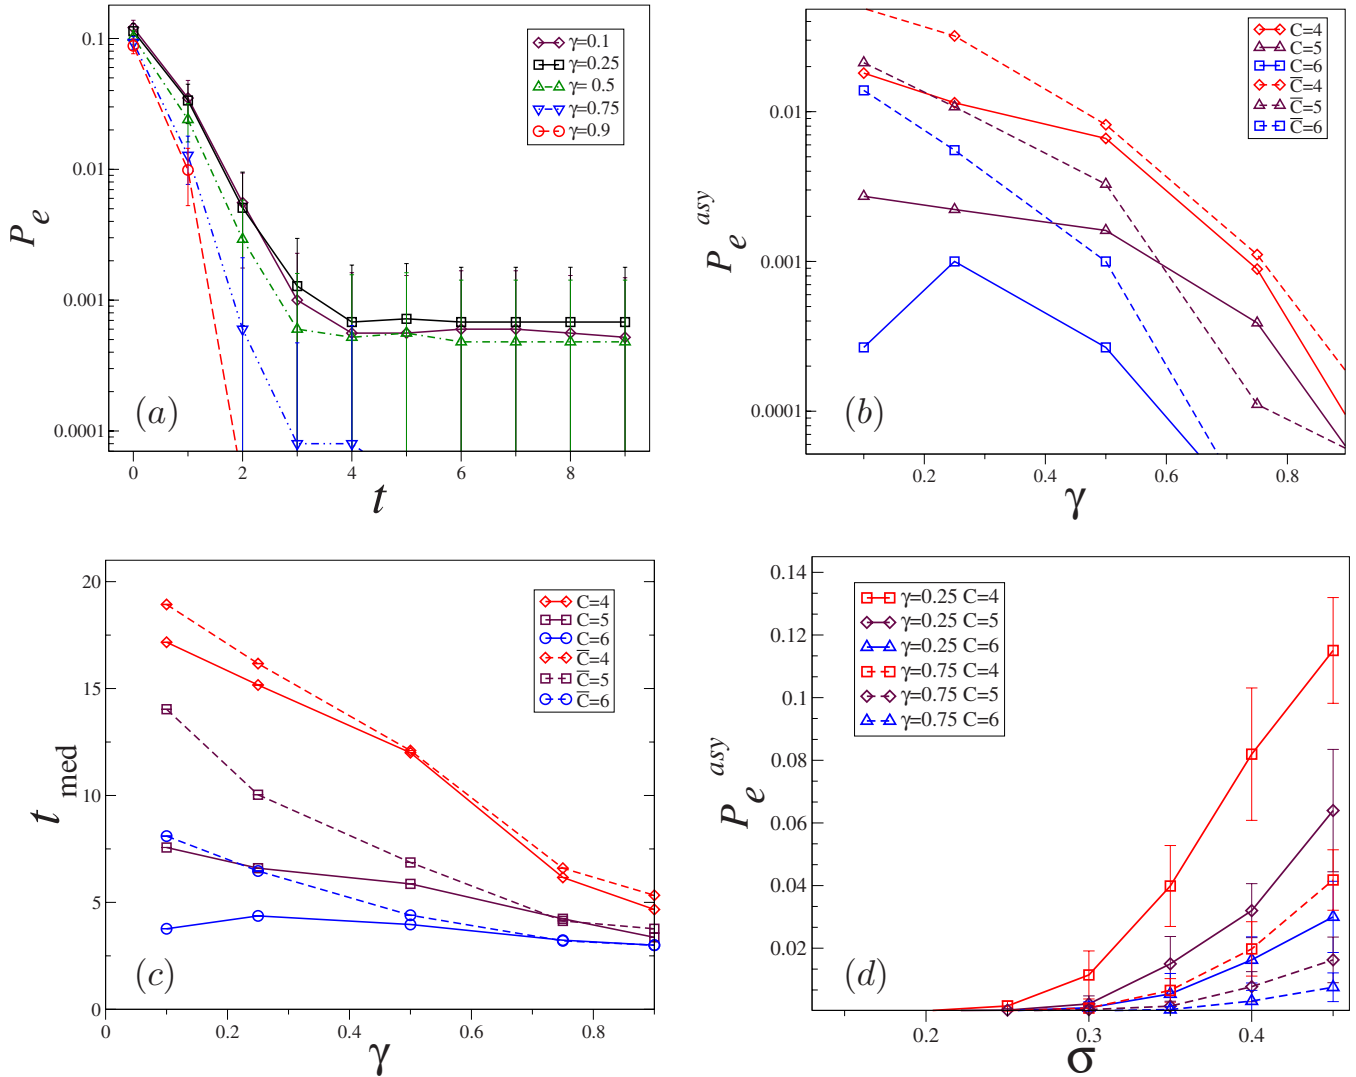 0.1
0.01
0.001
0.0001
P_e
0 2 4 6 8
t
(a)
γ=0.1
γ=0.25
γ= 0.5
γ=0.75
γ=0.9
0.01
0.001
0.0001
P_e^{asy}
0.2 0.4 0.6 0.8
γ
(b)
C=4
C=5
C=6
C̅=4
C̅=5
C̅=6
20
15
10
5
0
t_med
0 0.2 0.4 0.6 0.8
γ
(c)
C=4
C=5
C=6
C̅=4
C̅=5
C̅=6
0.14
0.12
0.1
0.08
0.06
0.04
0.02
P_e^{asy}
0.2 0.3 0.4
σ
(d)
γ=0.25 C=4
γ=0.25 C=5
γ=0.25 C=6
γ=0.75 C=4
γ=0.75 C=5
γ=0.75 C=6